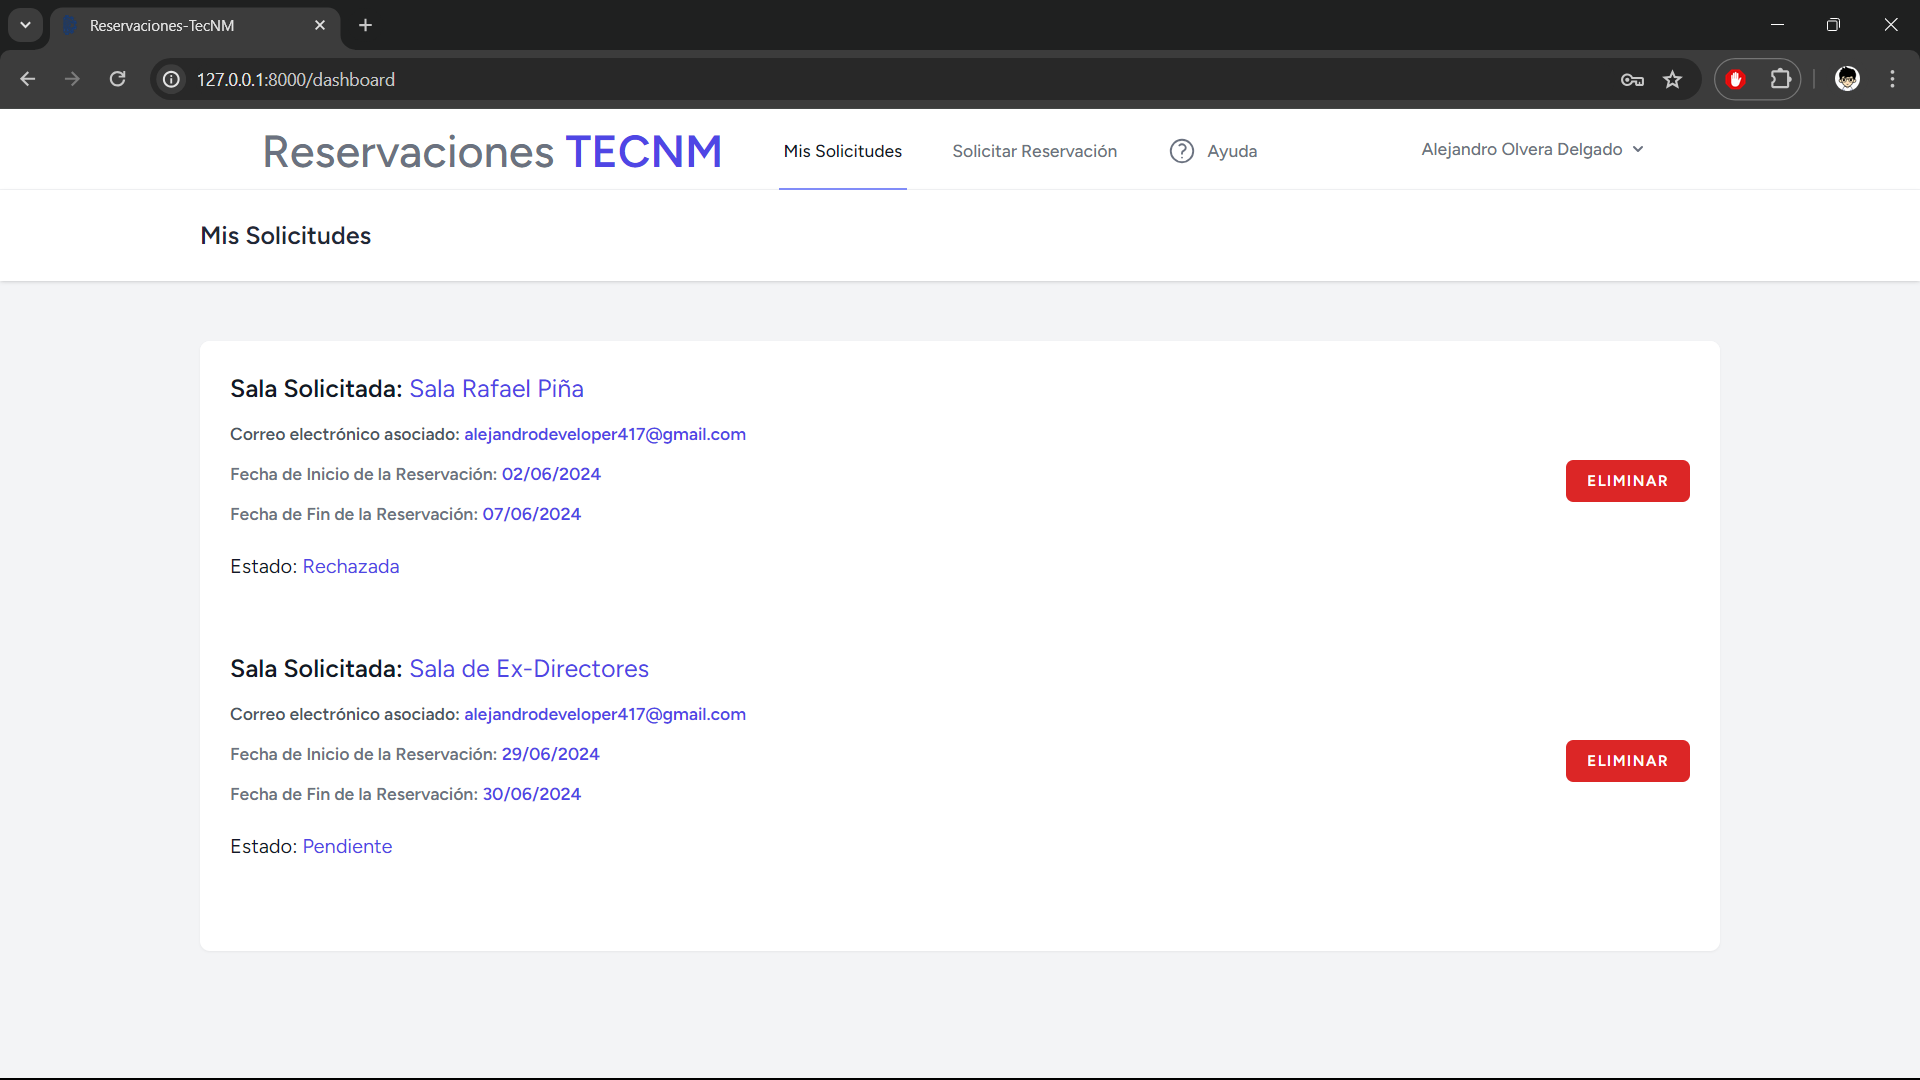 Reservaciones-TecNM
127.0.0.1:8000/dashboard
Reservaciones TECNM
Mis Solicitudes
Solicitar Reservación
Ayuda
Alejandro Olvera Delgado
Mis Solicitudes
Sala Solicitada: Sala Rafael Piña
Correo electrónico asociado: alejandrodeveloper417@gmail.com
Fecha de Inicio de la Reservación: 02/06/2024
Fecha de Fin de la Reservación: 07/06/2024
Estado: Rechazada
ELIMINAR
Sala Solicitada: Sala de Ex-Directores
Correo electrónico asociado: alejandrodeveloper417@gmail.com
Fecha de Inicio de la Reservación: 29/06/2024
Fecha de Fin de la Reservación: 30/06/2024
Estado: Pendiente
ELIMINAR